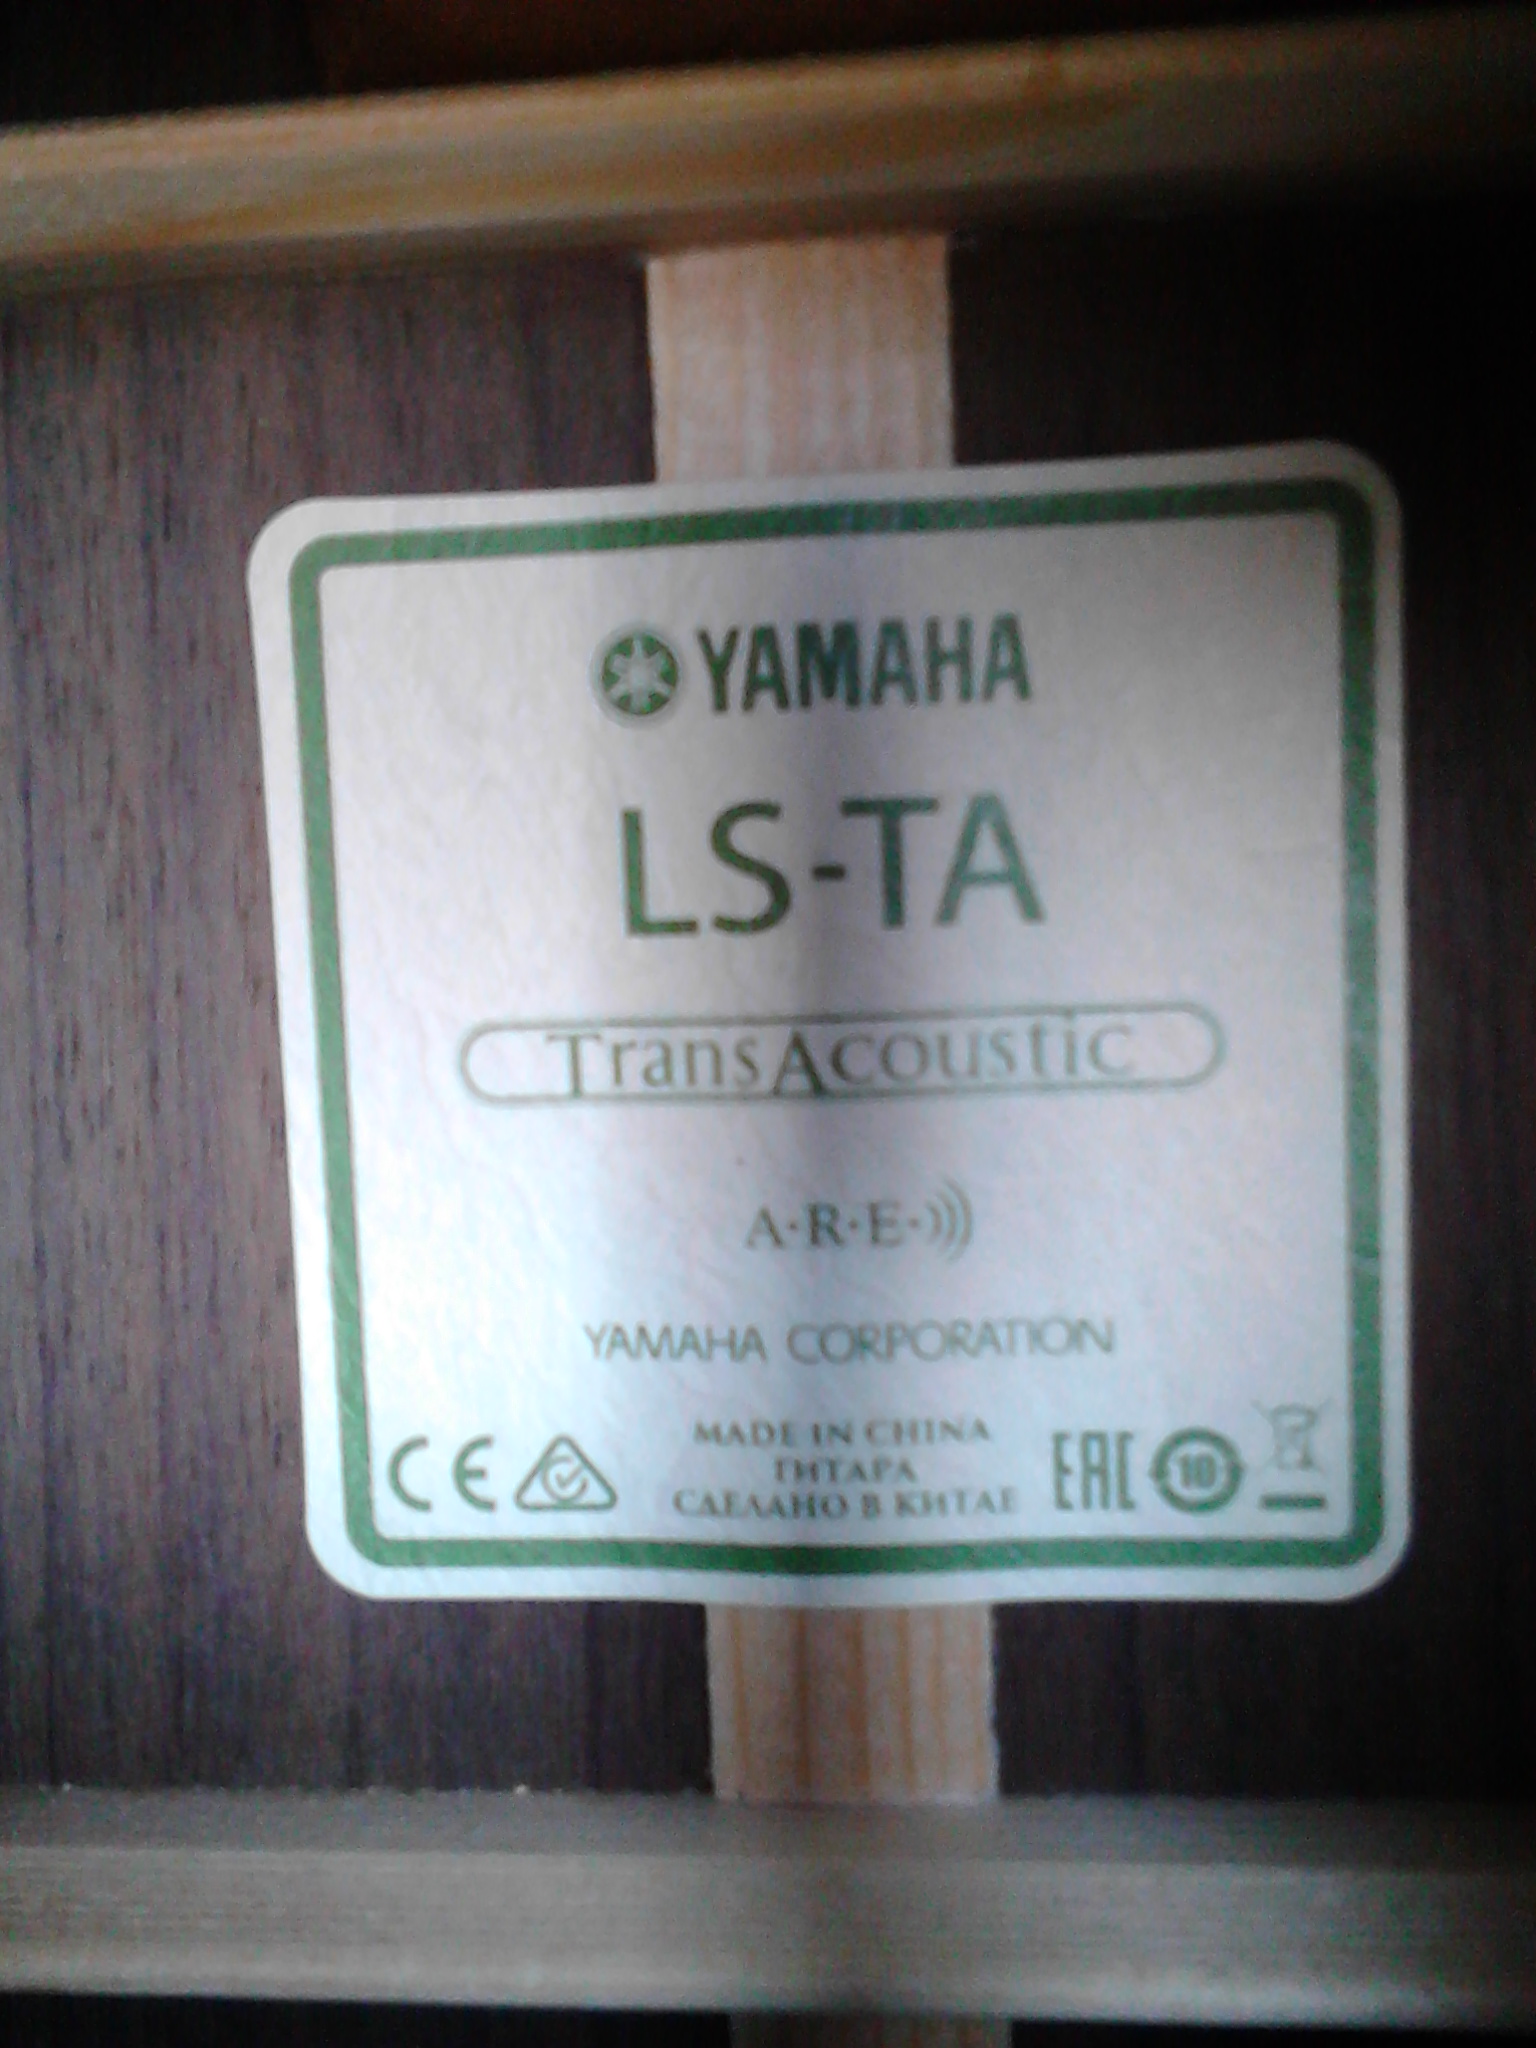 YAMAHA
LS-TA
TransAcoustic
A·R·E·)))
YAMAHA CORPORATION
MADE IN CHINA
ГИТАРА
СДЕЛАНО В КИТАЕ
CE
EAC
10